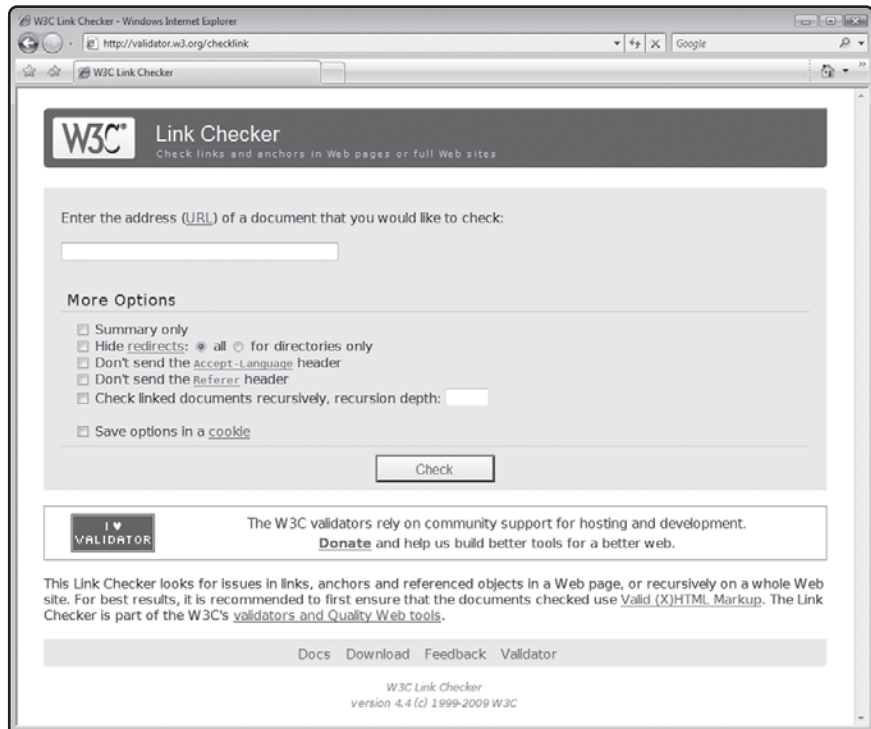 W3C Link Checker - Windows Internet Explorer
http://validator.w3.org/checklink
Google
W3C Link Checker
W3C®
Link Checker
Check links and anchors in Web pages or full Web sites
Enter the address (URL) of a document that you would like to check:
More Options
Summary only
Hide redirects: all for directories only
Don't send the Accept-Language header
Don't send the Referer header
Check linked documents recursively, recursion depth:
Save options in a cookie
Check
I ♥
VALIDATOR
The W3C validators rely on community support for hosting and development.
Donate and help us build better tools for a better web.
This Link Checker looks for issues in links, anchors and referenced objects in a Web page, or recursively on a whole Web
site. For best results, it is recommended to first ensure that the documents checked use Valid (X)HTML Markup. The Link
Checker is part of the W3C's validators and Quality Web tools.
Docs Download Feedback Validator
W3C Link Checker
version 4.4 (c) 1999-2009 W3C